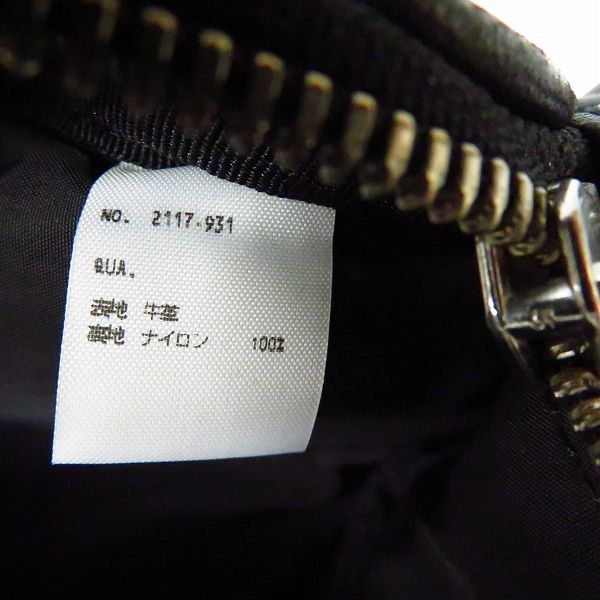 NO. 2117-931
QUA.
表地 牛革
裏地 ナイロン 100%